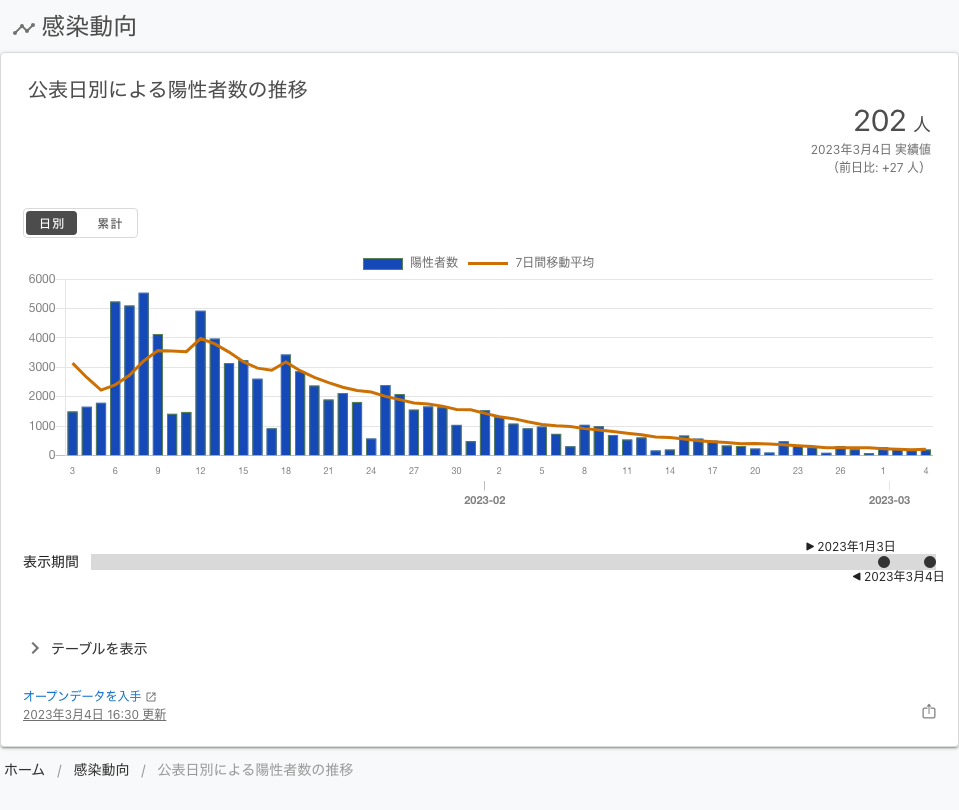 感染動向
公表日別による陽性者数の推移
202 人
2023年3月4日 実績値
（前日比: +27 人）
日別 累計
陽性者数 7日間移動平均
6000
5000
4000
3000
2000
1000
0
3 6 9 12 15 18 21 24 27 30 2 5 8 11 14 17 20 23 26 1 4
2023-02 2023-03
2023年1月3日
表示期間
2023年3月4日
テーブルを表示
オープンデータを入手
2023年3月4日 16:30 更新
ホーム / 感染動向 / 公表日別による陽性者数の推移